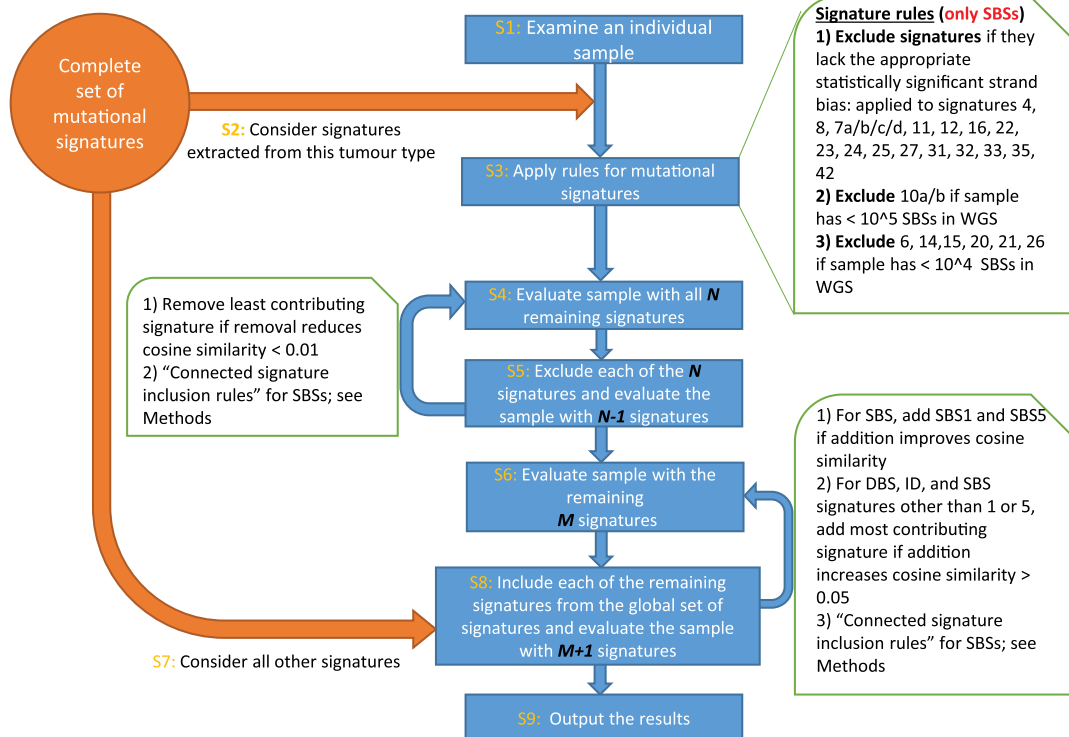 Complete
set of
mutational
signatures
S1: Examine an individual
sample
S2: Consider signatures
extracted from this tumour type
S3: Apply rules for mutational
signatures
Signature rules (only SBSs)
1) Exclude signatures if they
lack the appropriate
statistically significant strand
bias: applied to signatures 4,
8, 7a/b/c/d, 11, 12, 16, 22,
23, 24, 25, 27, 31, 32, 33, 35,
42
2) Exclude 10a/b if sample
has < 10^5 SBSs in WGS
3) Exclude 6, 14,15, 20, 21, 26
if sample has < 10^4 SBSs in
WGS
S4: Evaluate sample with all N
remaining signatures
1) Remove least contributing
signature if removal reduces
cosine similarity < 0.01
2) “Connected signature
inclusion rules” for SBSs; see
Methods
S5: Exclude each of the N
signatures and evaluate the
sample with N-1 signatures
S6: Evaluate sample with the
remaining
M signatures
1) For SBS, add SBS1 and SBS5
if addition improves cosine
similarity
2) For DBS, ID, and SBS
signatures other than 1 or 5,
add most contributing
signature if addition
increases cosine similarity >
0.05
3) “Connected signature
inclusion rules” for SBSs; see
Methods
S8: Include each of the remaining
signatures from the global set of
signatures and evaluate the sample
with M+1 signatures
S7: Consider all other signatures
S9: Output the results